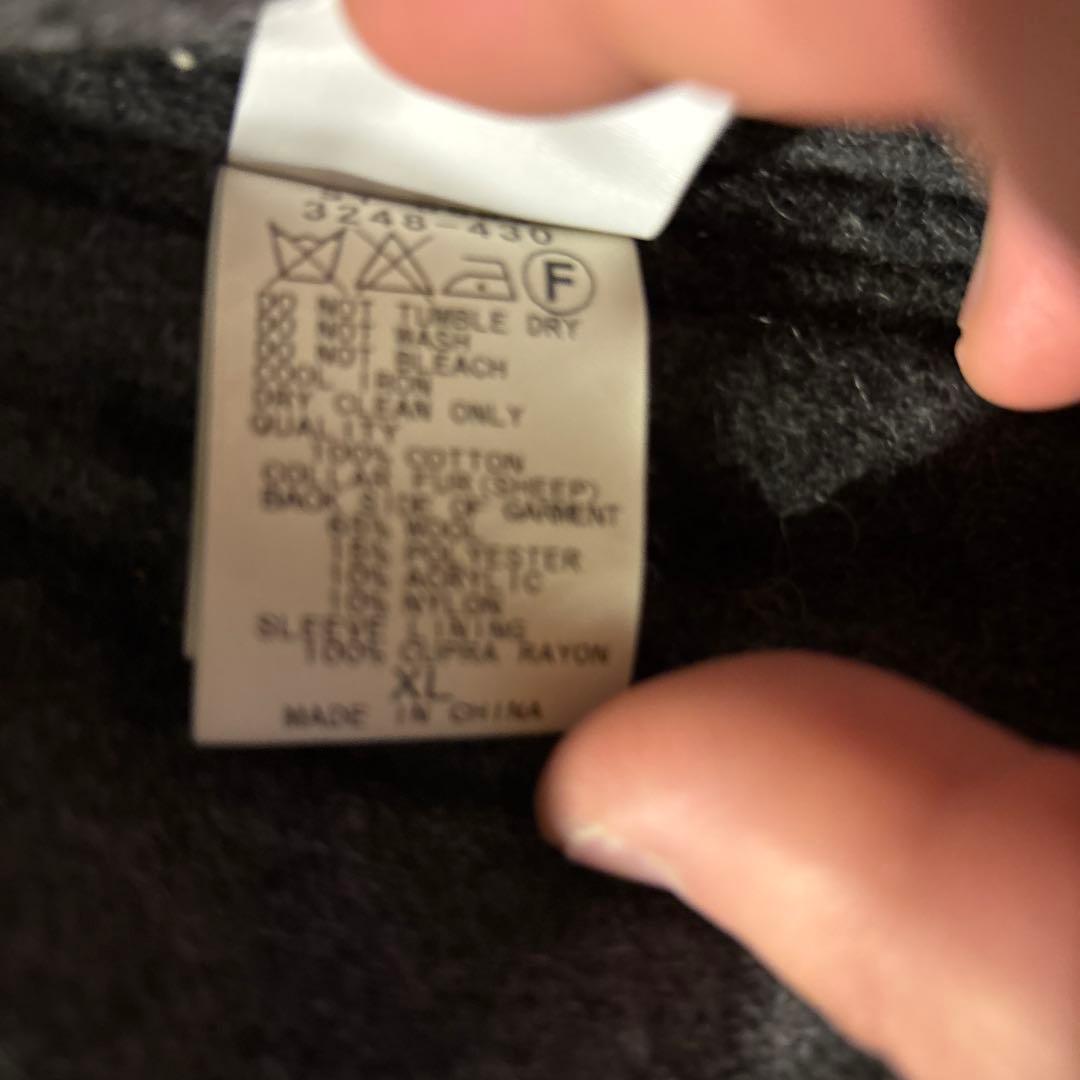 3248-430
F
DO NOT TUMBLE DRY
DO NOT WASH
DO NOT BLEACH
COOL IRON
DRY CLEAN ONLY
QUALITY
100% COTTON
COLLAR FUR(SHEEP)
BACK SIDE OF GARMENT
65% WOOL
15% POLYESTER
10% ACRYLIC
10% NYLON
SLEEVE LINING
100% CUPRA RAYON
XL
MADE IN CHINA